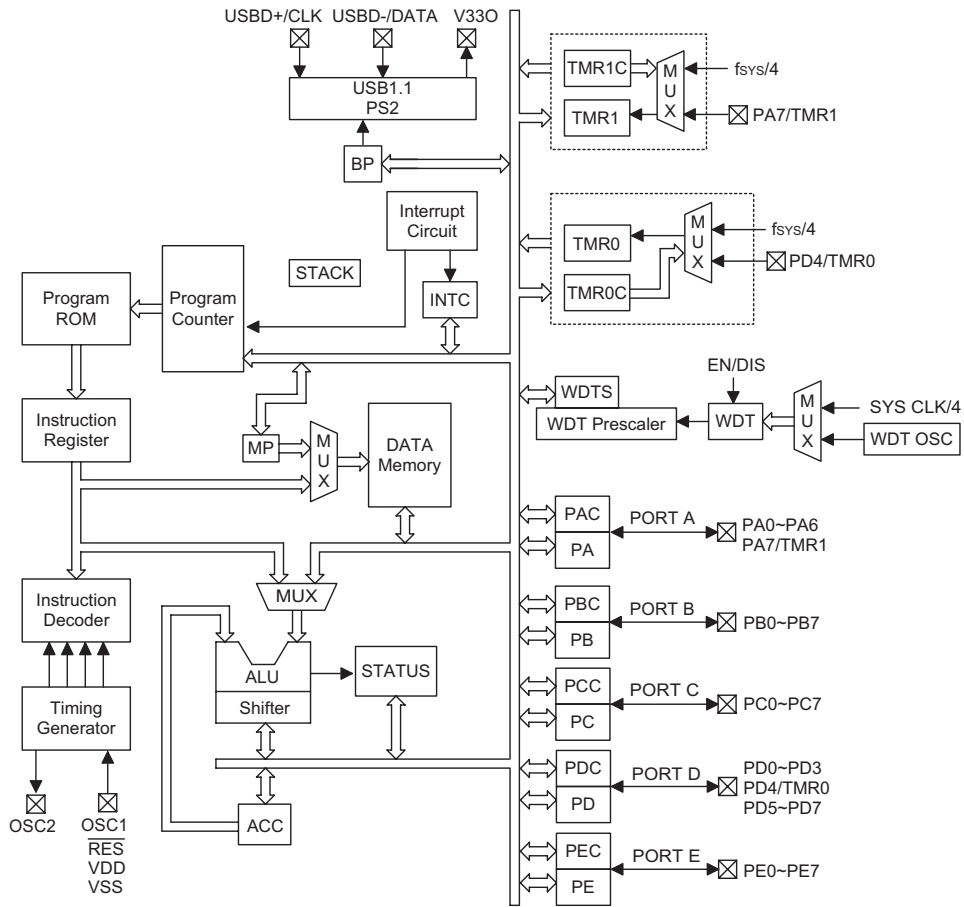 USBD+/CLK
USBD-/DATA
V33O
USB1.1
PS2
BP
TMR1C
TMR1
MUX
fSYS/4
PA7/TMR1
Interrupt
Circuit
STACK
INTC
Program
ROM
Program
Counter
TMR0
TMR0C
MUX
fSYS/4
PD4/TMR0
Instruction
Register
MP
MUX
DATA
Memory
WDTS
WDT Prescaler
EN/DIS
WDT
MUX
SYS CLK/4
WDT OSC
PAC
PA
PORT A
PA0~PA6
PA7/TMR1
Instruction
Decoder
MUX
ALU
Shifter
STATUS
PBC
PB
PORT B
PB0~PB7
Timing
Generator
PCC
PC
PORT C
PC0~PC7
OSC2
OSC1
RES
VDD
VSS
ACC
PDC
PD
PORT D
PD0~PD3
PD4/TMR0
PD5~PD7
PEC
PE
PORT E
PE0~PE7